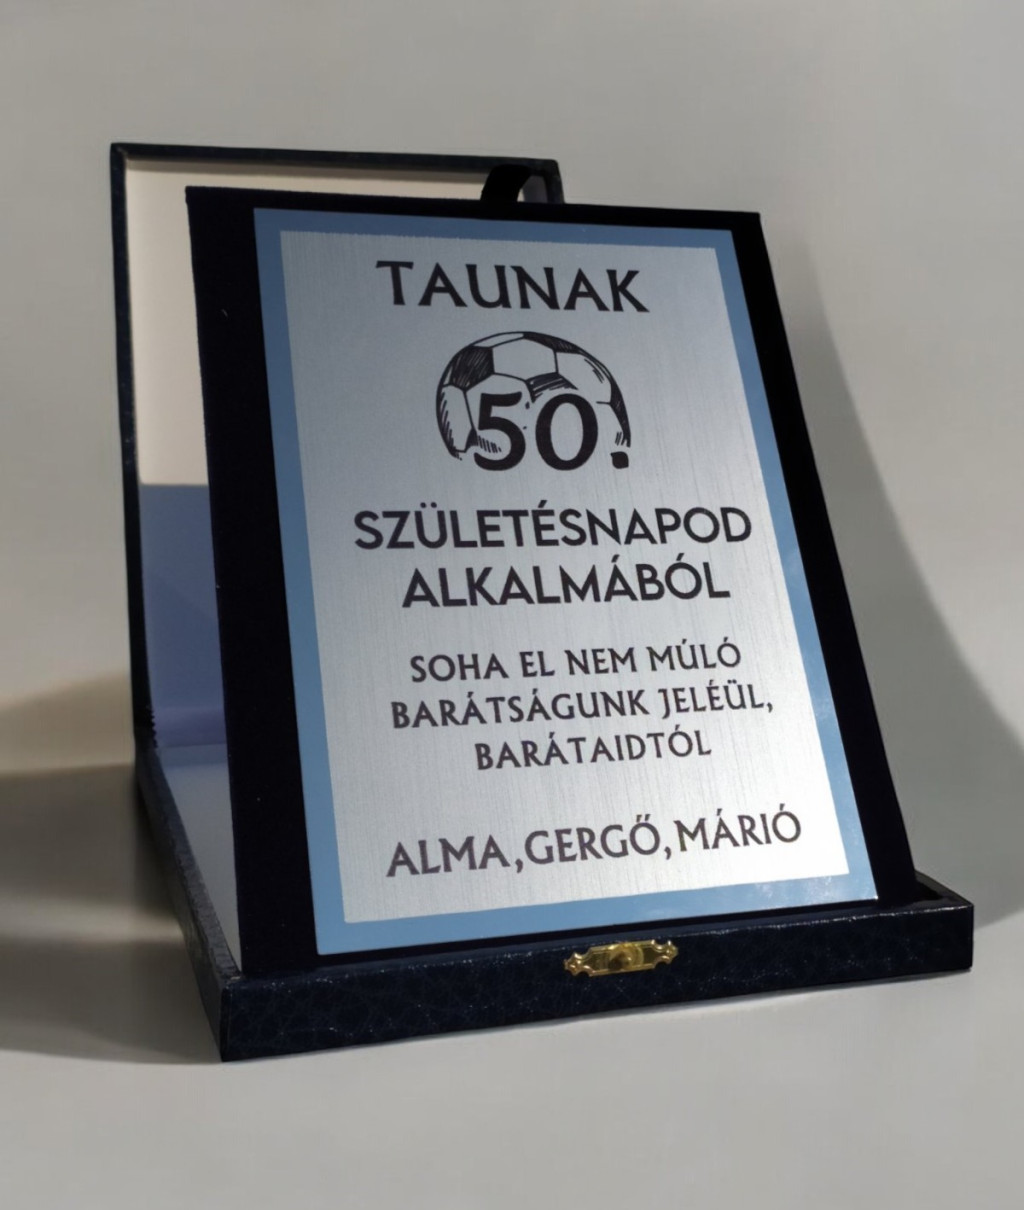 TAUNAK
50.
SZÜLETÉSNAPOD
ALKALMÁBÓL
SOHA EL NEM MÚLÓ
BARÁTSÁGUNK JELÉÜL,
BARÁTAIDTÓL
ALMA,GERGŐ,MÁRIÓ